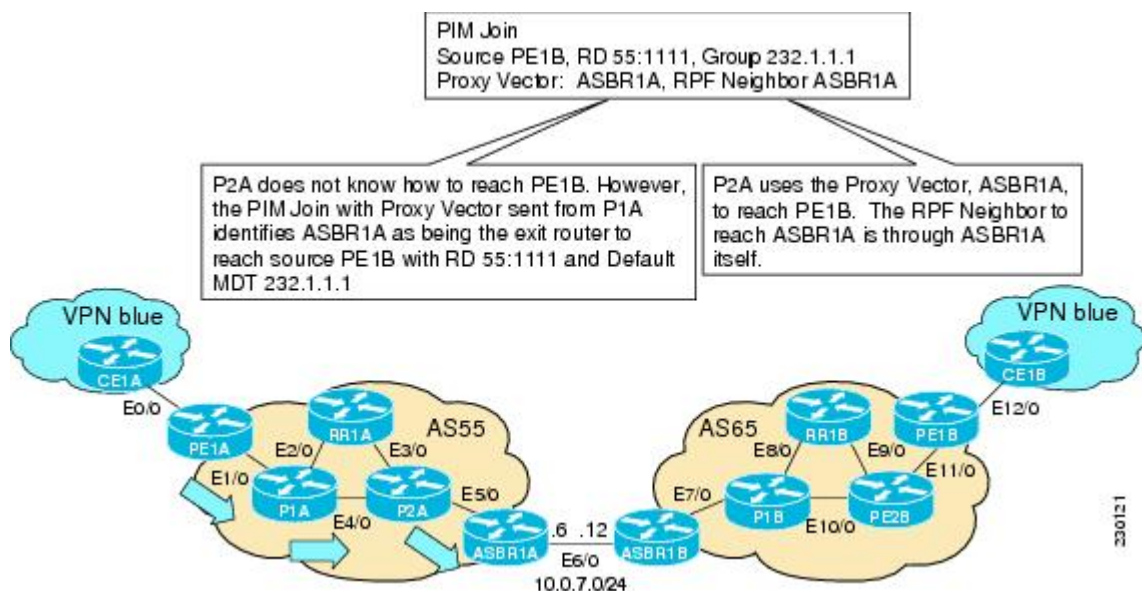 PIM Join
Source PE1B, RD 55:1111, Group 232.1.1.1
Proxy Vector: ASBR1A, RPF Neighbor ASBR1A
P2A does not know how to reach PE1B. However,
the PIM Join with Proxy Vector sent from P1A
identifies ASBR1A as being the exit router to
reach source PE1B with RD 55:1111 and Default
MDT 232.1.1.1
P2A uses the Proxy Vector, ASBR1A,
to reach PE1B. The RPF Neighbor to
reach ASBR1A is through ASBR1A
itself.
VPN blue
CE1A
E0/0
PE1A
E1/0
E2/0
RR1A
E3/0
AS55
P1A
E4/0
P2A
E5/0
ASBR1A
.6 .12
E6/0
10.0.7.0/24
ASBR1B
E7/0
AS65
E8/0
RR1B
E9/0
P1B
E10/0
PE2B
E11/0
PE1B
E12/0
CE1B
VPN blue
230121